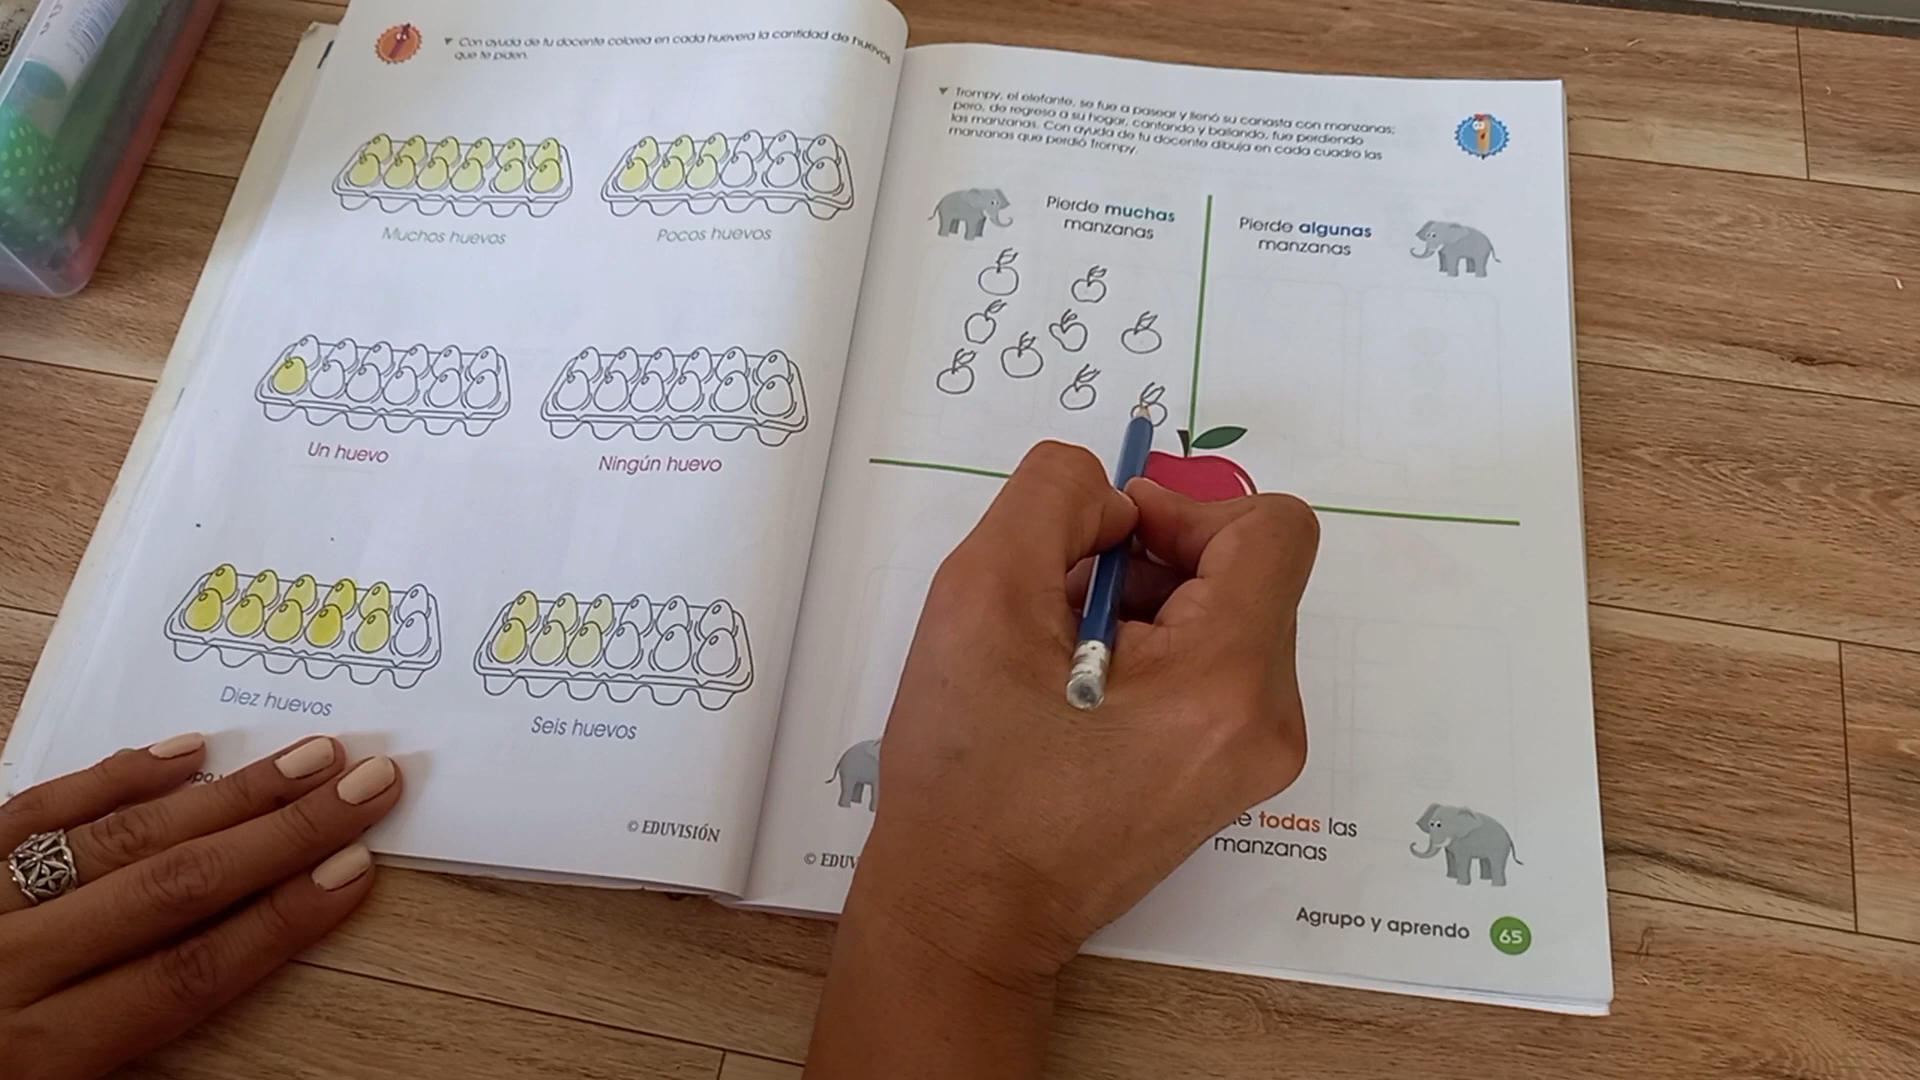 Con ayuda de tu docente colorea en cada huevera la cantidad de huevos
que te piden.
Muchos huevos
Pocos huevos
Un huevo
Ningún huevo
Diez huevos
Seis huevos
© EDUVISIÓN
Trompy, el elefante, se fue a pasear y llenó su canasta con manzanas;
pero, de regreso a su hogar, cantando y bailando, fue perdiendo
las manzanas. Con ayuda de tu docente dibuja en cada cuadro las
manzanas que perdió Trompy.
Pierde muchas
manzanas
Pierde algunas
manzanas
todas las
manzanas
© EDUV
Agrupo y aprendo 65